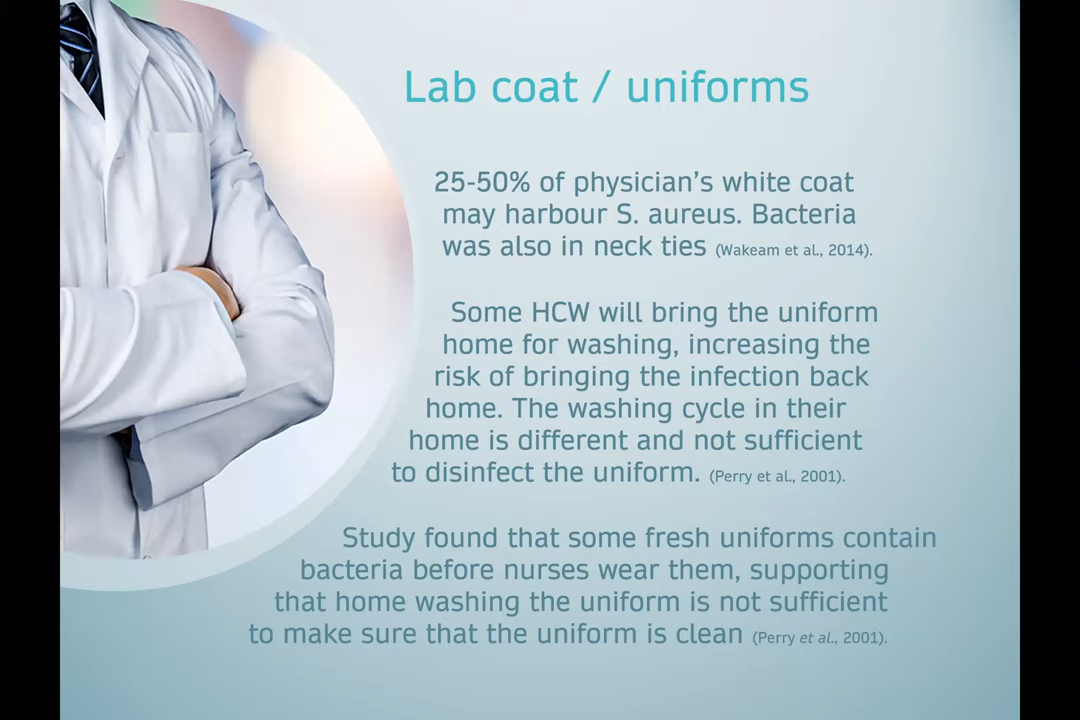 Lab coat / uniforms
25-50% of physician’s white coat
may harbour S. aureus. Bacteria
was also in neck ties (Wakeam et al., 2014).
Some HCW will bring the uniform
home for washing, increasing the
risk of bringing the infection back
home. The washing cycle in their
home is different and not sufficient
to disinfect the uniform. (Perry et al., 2001).
Study found that some fresh uniforms contain
bacteria before nurses wear them, supporting
that home washing the uniform is not sufficient
to make sure that the uniform is clean (Perry et al., 2001).